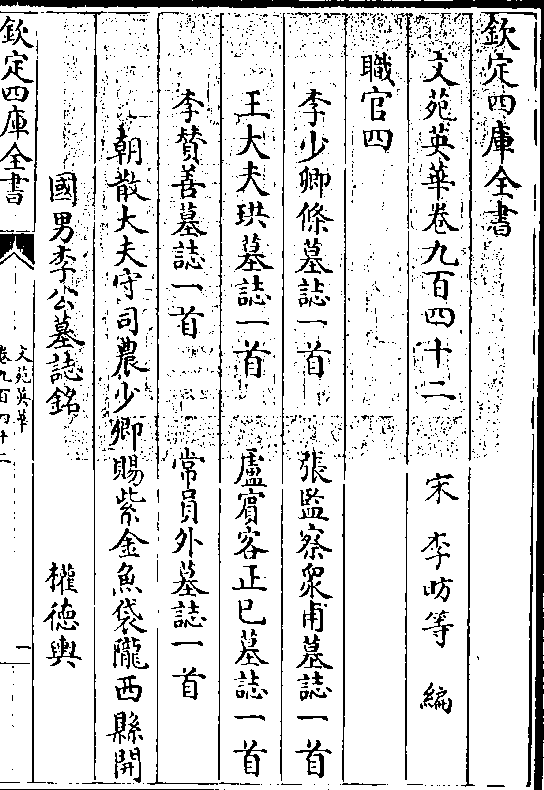 欽定四庫全書
文苑英華卷九百四十二
宋 李昉等 編
職官四
李少卿條墓誌一首 張監察衆甫墓誌一首
王大夫珙墓誌一首 盧賔客正已墓誌一首
李賛善墓誌一首 常員外墓誌一首
朝散大夫守司農少卿賜紫金魚袋隴西縣開
國男李公墓誌銘 權徳輿
欽定四庫全書
文苑英華
卷九百四十二
一